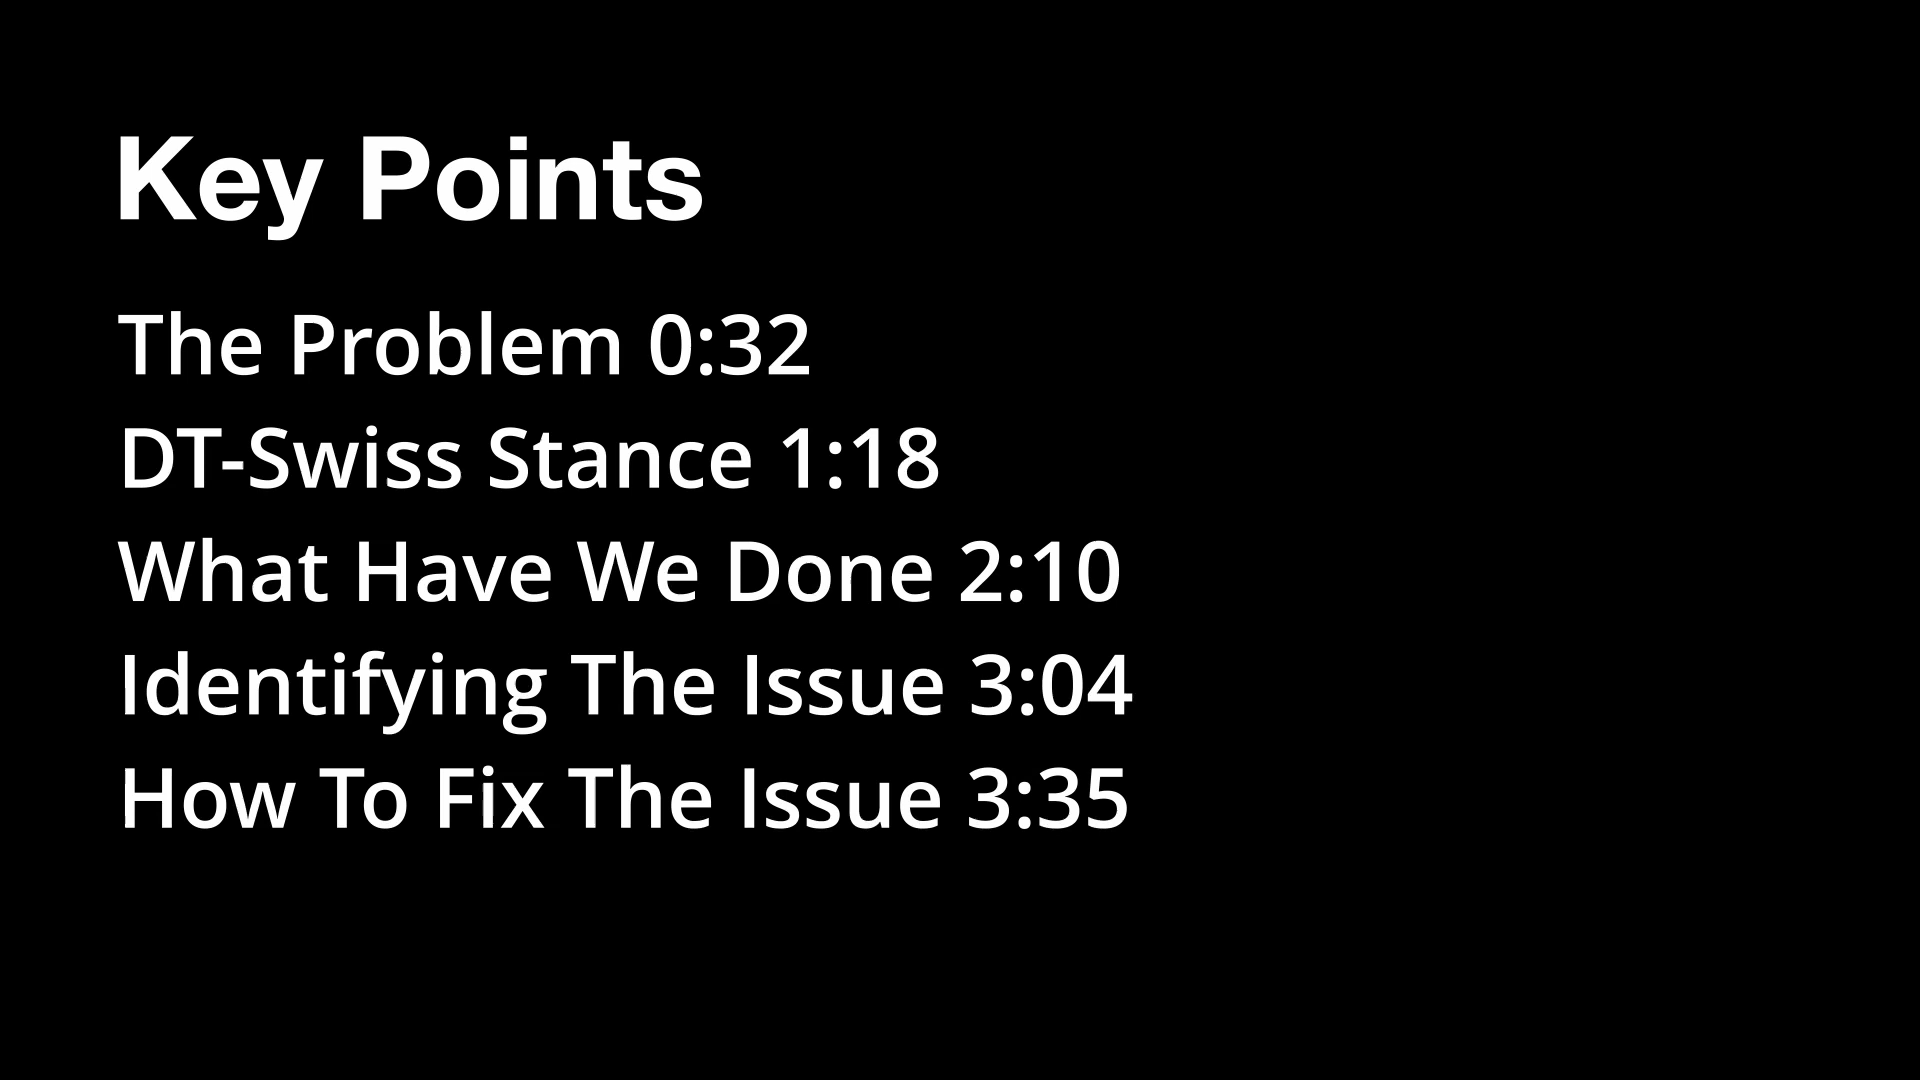 Key Points
The Problem 0:32
DT-Swiss Stance 1:18
What Have We Done 2:10
Identifying The Issue 3:04
How To Fix The Issue 3:35